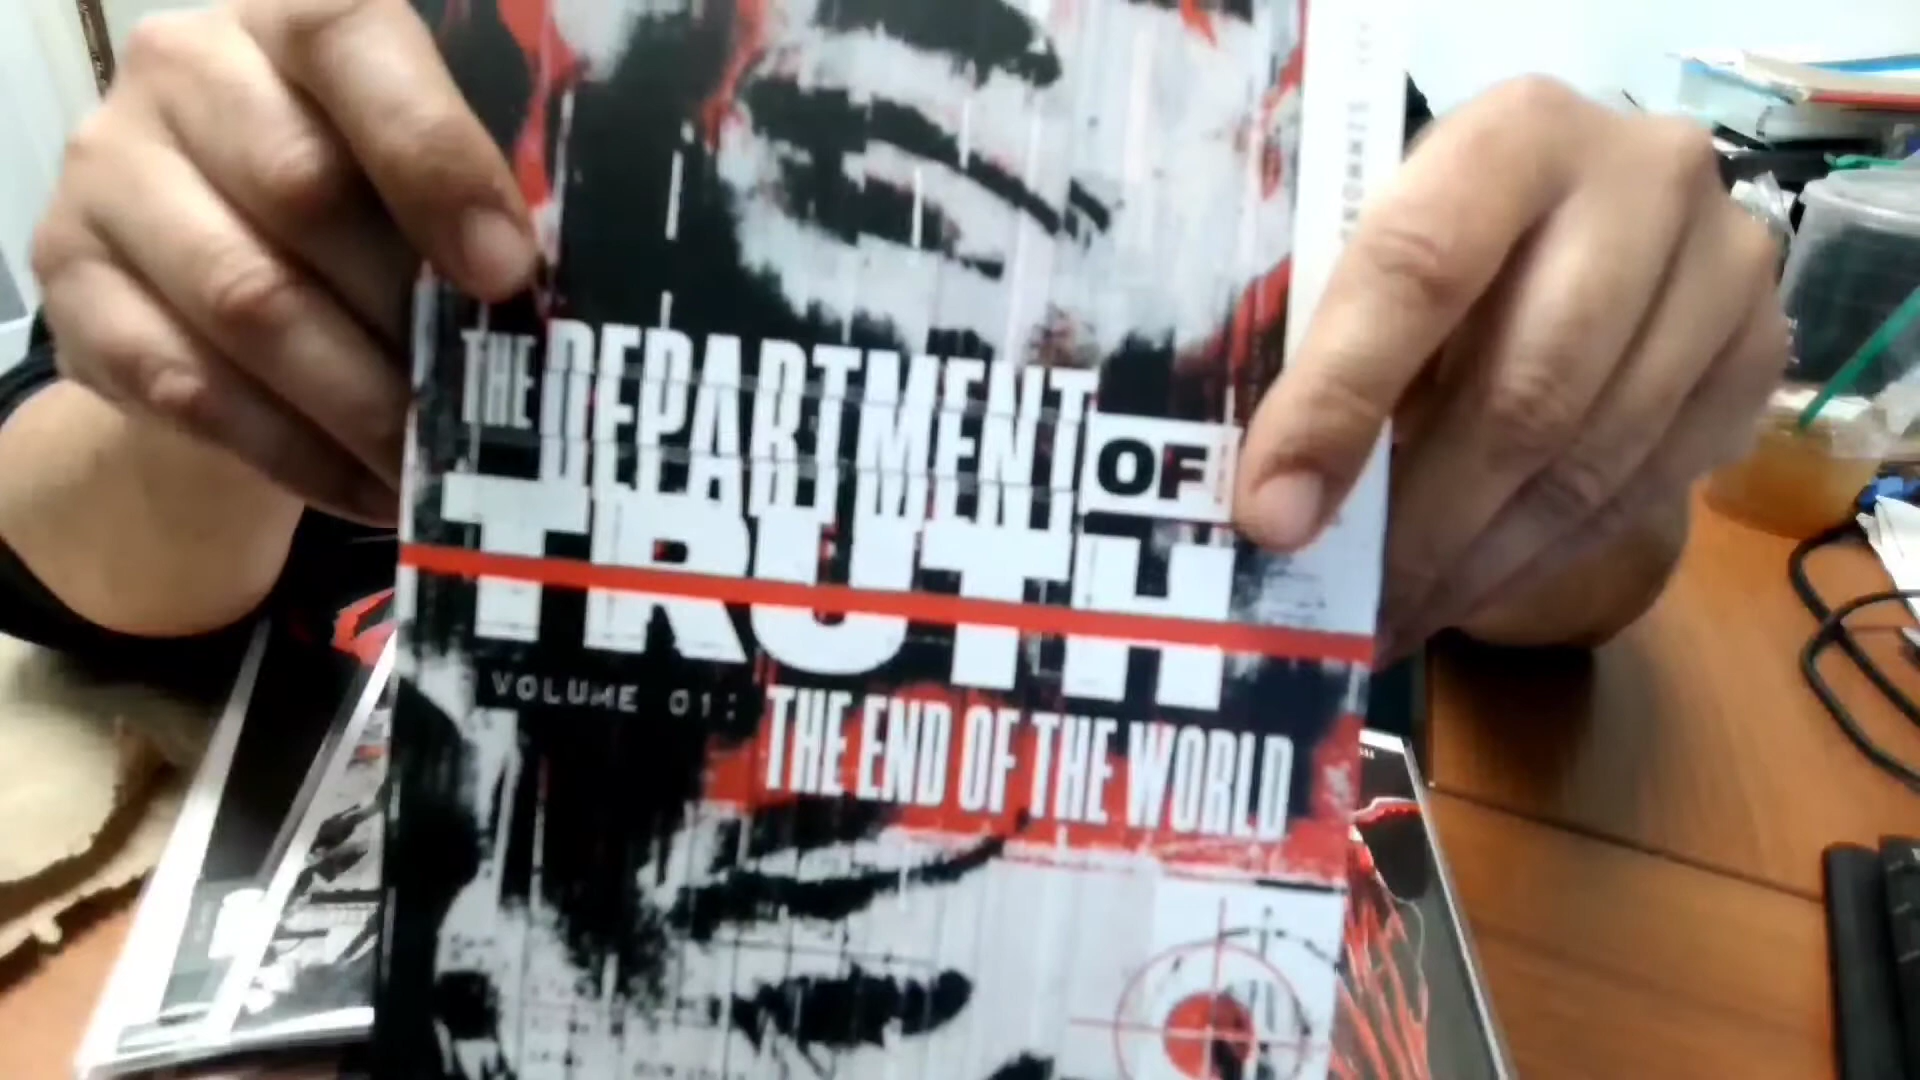 THE DEPARTMENT OF
TRUTH
VOLUME 01:
THE END OF THE WORLD